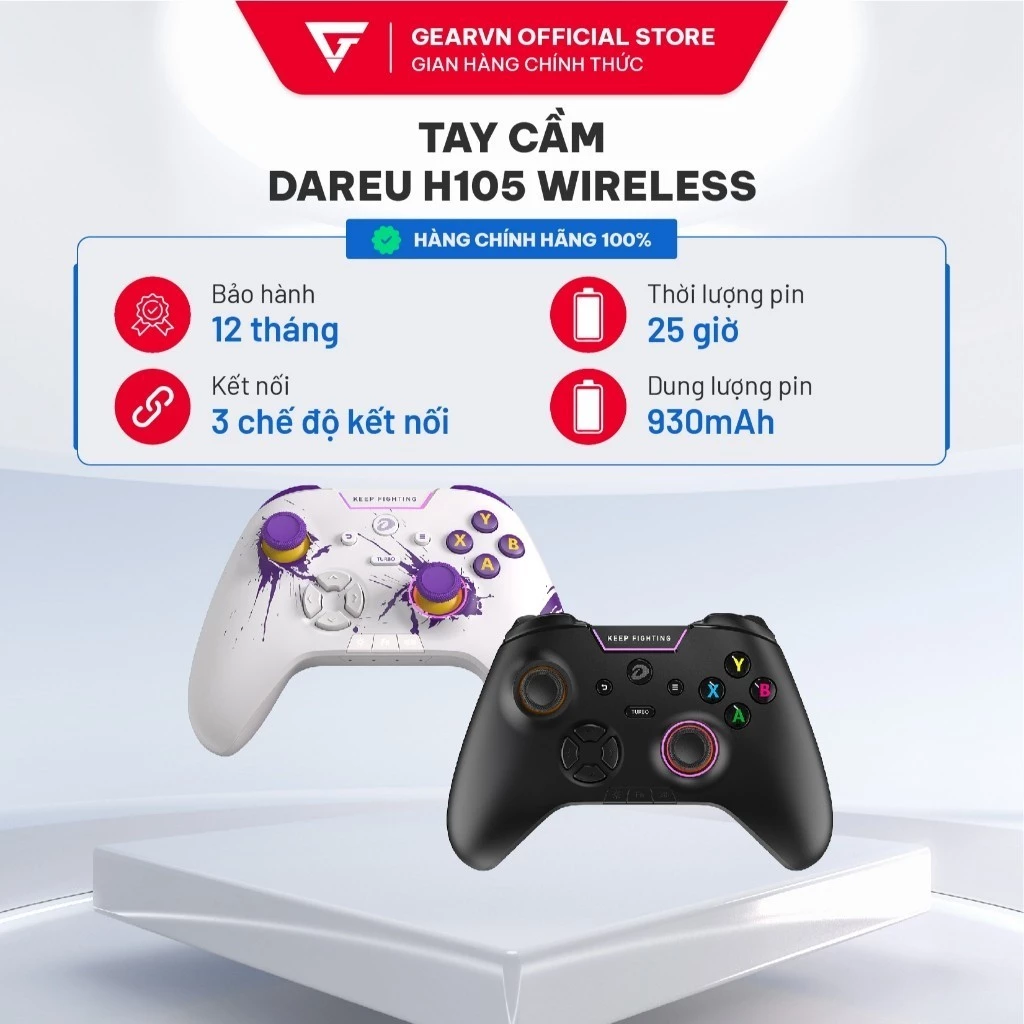 GEARVN OFFICIAL STORE
GIAN HÀNG CHÍNH THỨC
TAY CẦM
DAREU H105 WIRELESS
HÀNG CHÍNH HÃNG 100%
Bảo hành
12 tháng
Thời lượng pin
25 giờ
Kết nối
3 chế độ kết nối
Dung lượng pin
930mAh
KEEP FIGHTING
Y
X
B
A
TURBO
KEEP FIGHTING
Y
X
B
A
TURBO